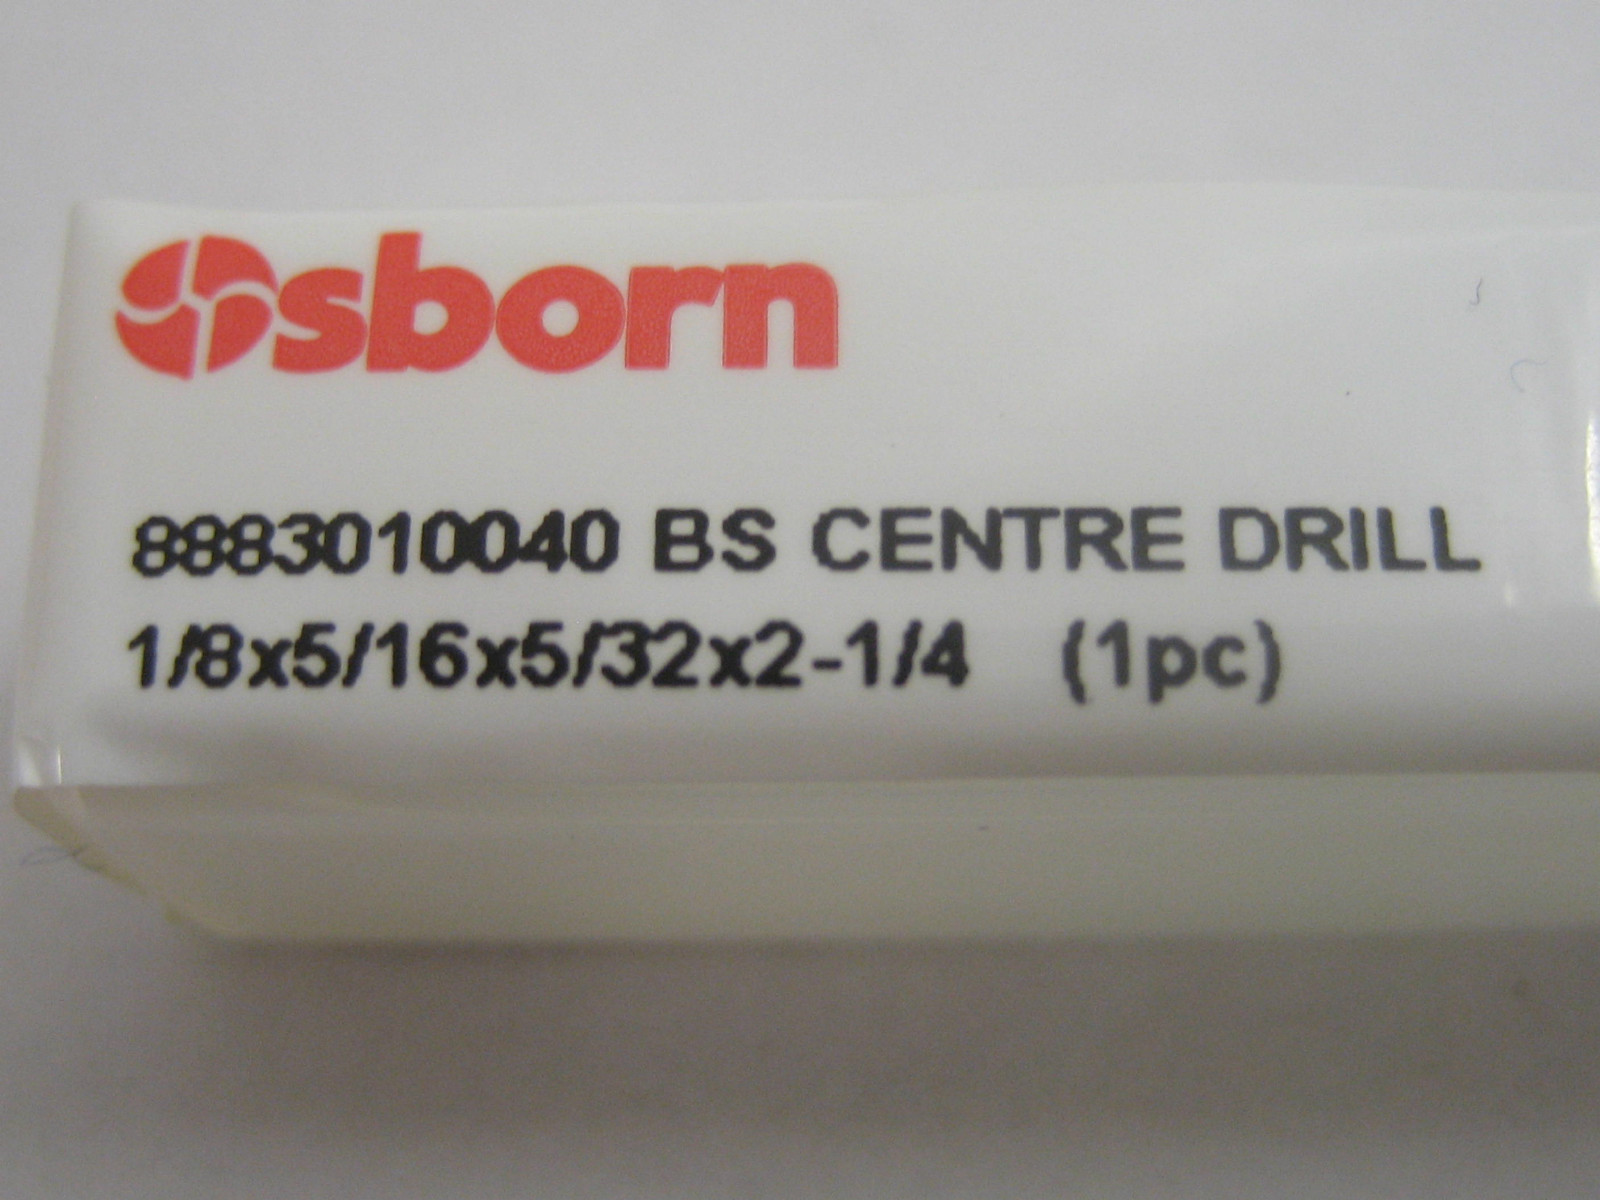 Osborn
8883010040 BS CENTRE DRILL
1/8x5/16x5/32x2-1/4 (1pc)